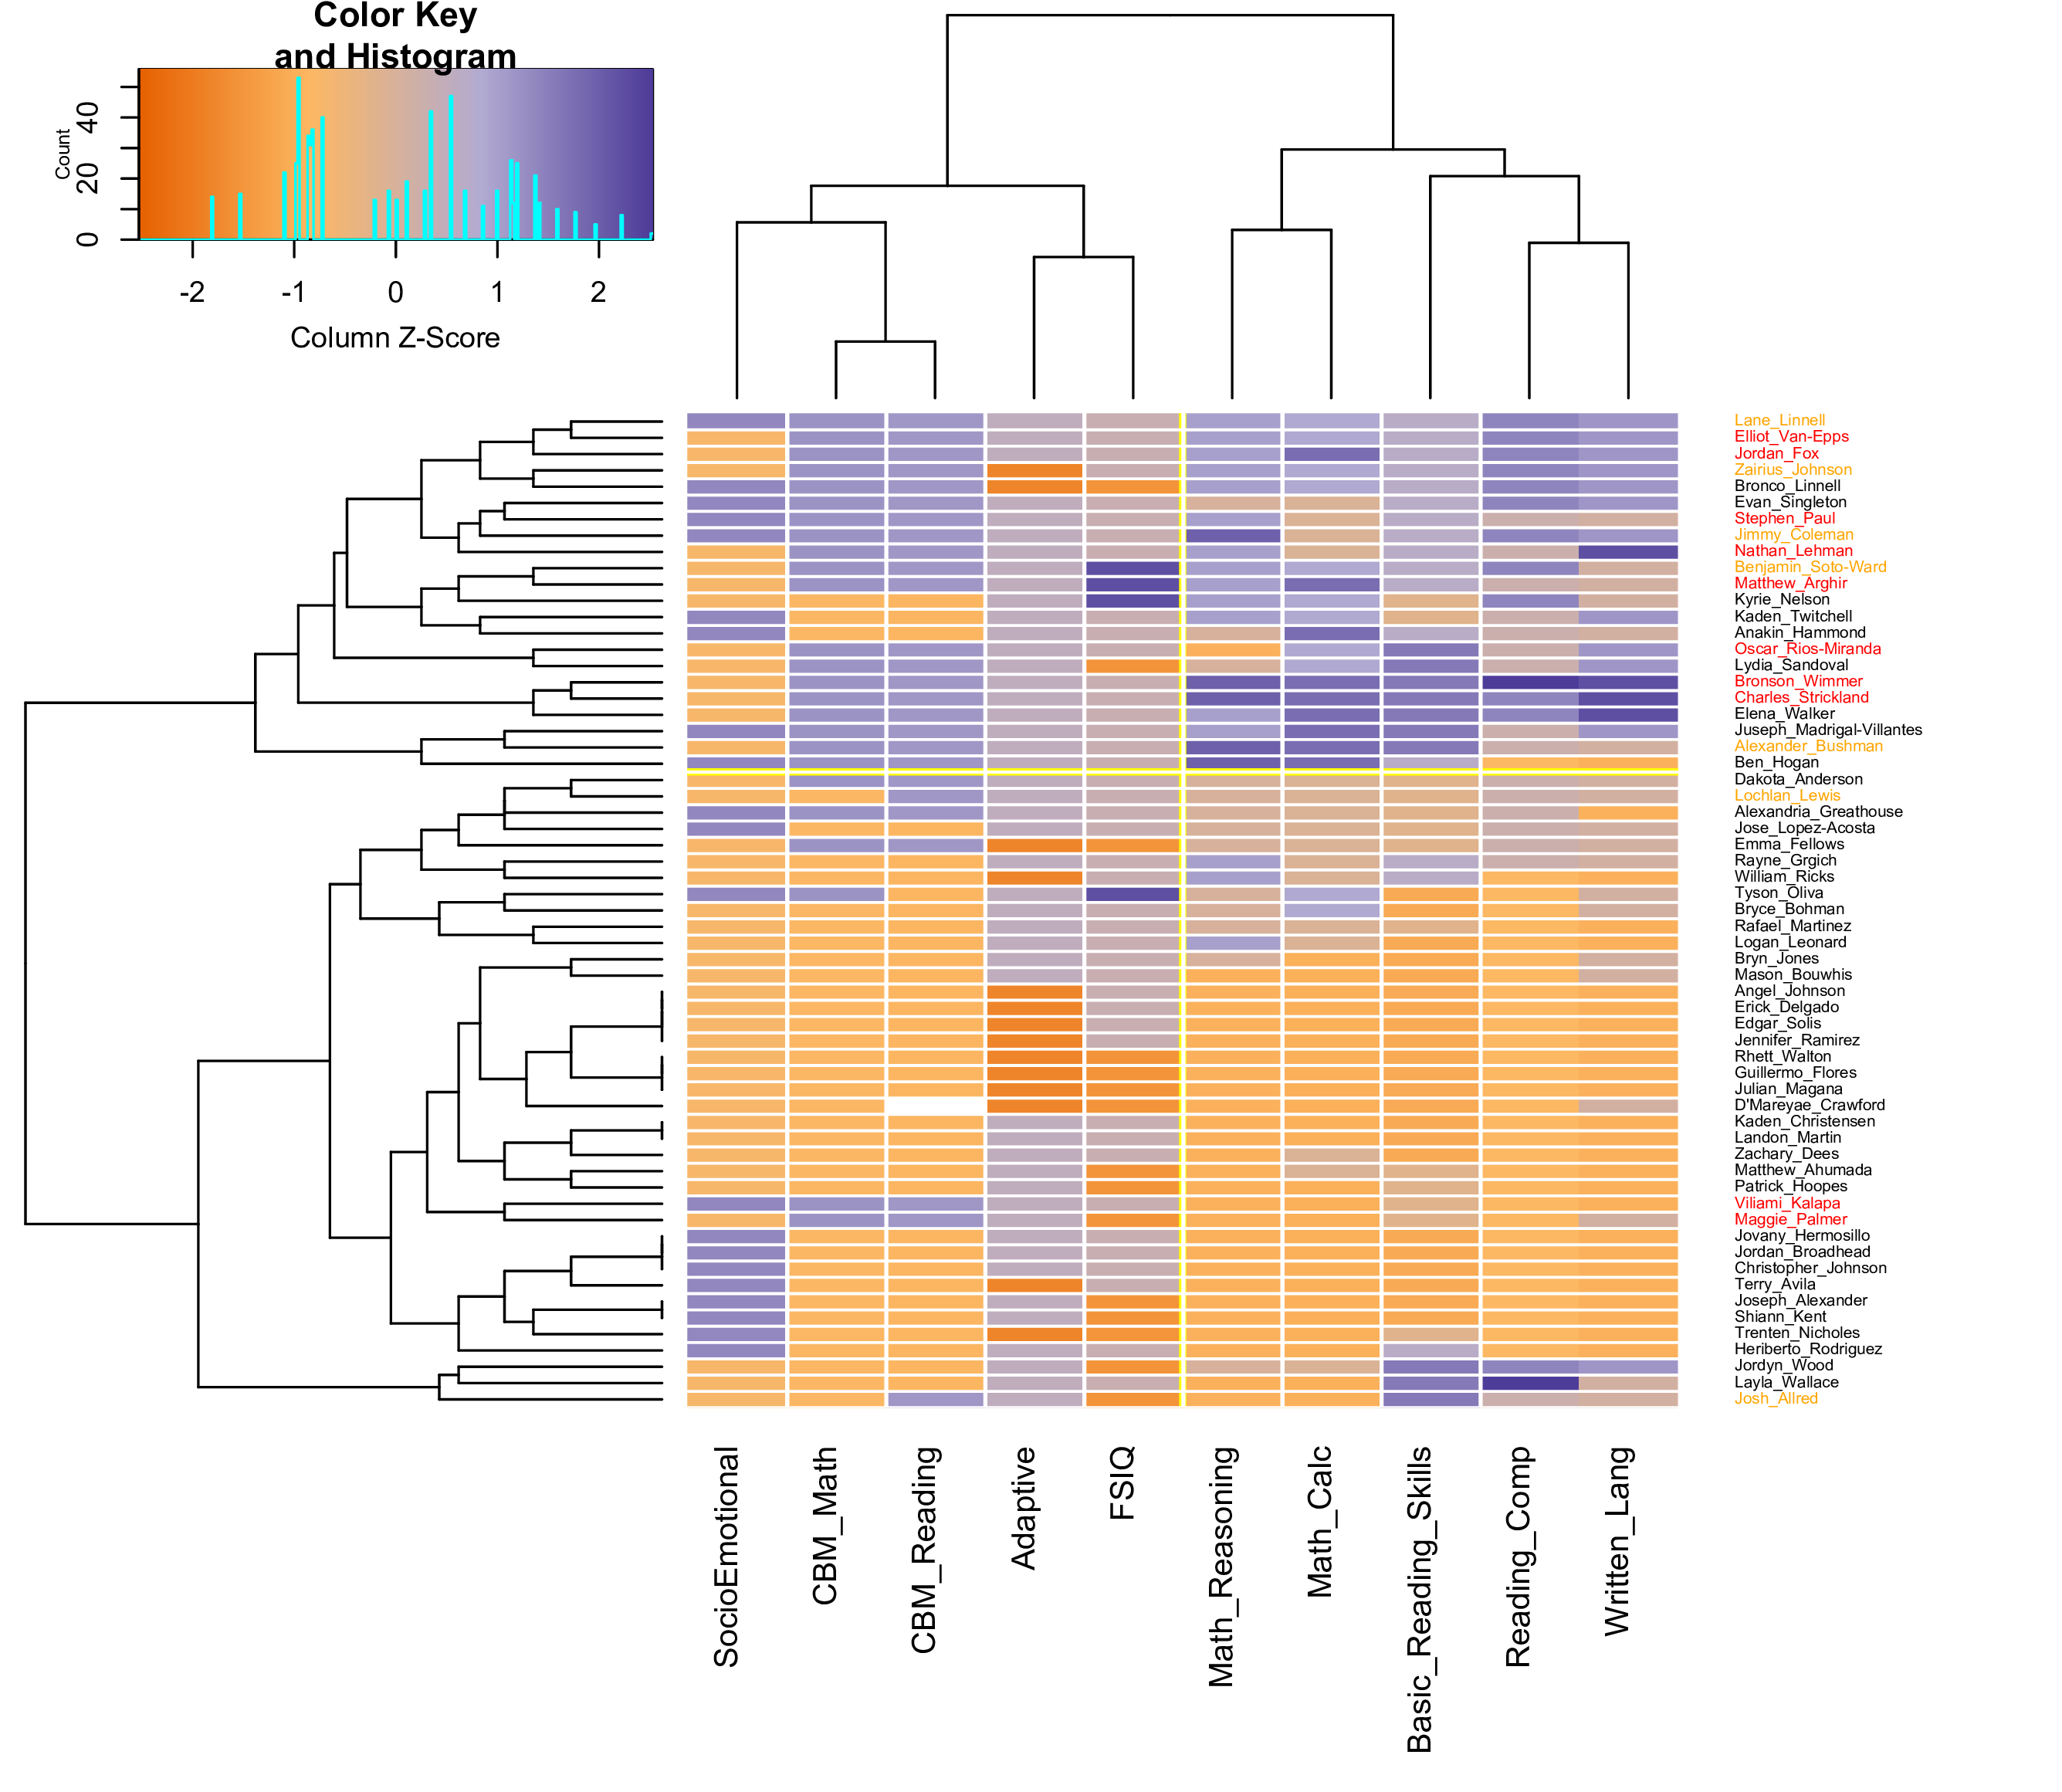 Color Key
and Histogram
Count
0
20
40
-2 -1 0 1 2
Column Z-Score
Lane_Linnell
Elliot_Van-Epps
Jordan_Fox
Zairius_Johnson
Bronco_Linnell
Evan_Singleton
Stephen_Paul
Jimmy_Coleman
Nathan_Lehman
Benjamin_Soto-Ward
Matthew_Arghir
Kyrie_Nelson
Kaden_Twitchell
Anakin_Hammond
Oscar_Rios-Miranda
Lydia_Sandoval
Bronson_Wimmer
Charles_Strickland
Elena_Walker
Juseph_Madrigal-Villantes
Alexander_Bushman
Ben_Hogan
Dakota_Anderson
Lochlan_Lewis
Alexandria_Greathouse
Jose_Lopez-Acosta
Emma_Fellows
Rayne_Grgich
William_Ricks
Tyson_Oliva
Bryce_Bohman
Rafael_Martinez
Logan_Leonard
Bryn_Jones
Mason_Bouwhis
Angel_Johnson
Erick_Delgado
Edgar_Solis
Jennifer_Ramirez
Rhett_Walton
Guillermo_Flores
Julian_Magana
D'Mareyae_Crawford
Kaden_Christensen
Landon_Martin
Zachary_Dees
Matthew_Ahumada
Patrick_Hoopes
Viliami_Kalapa
Maggie_Palmer
Jovany_Hermosillo
Jordan_Broadhead
Christopher_Johnson
Terry_Avila
Joseph_Alexander
Shiann_Kent
Trenten_Nicholes
Heriberto_Rodriguez
Jordyn_Wood
Layla_Wallace
Josh_Allred
SocioEmotional
CBM_Math
CBM_Reading
Adaptive
FSIQ
Math_Reasoning
Math_Calc
Basic_Reading_Skills
Reading_Comp
Written_Lang